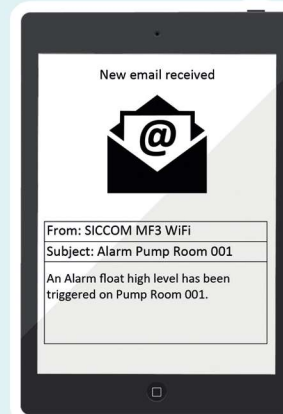 New email received
@
From: SICCOM MF3 WiFi
Subject: Alarm Pump Room 001
An Alarm float high level has been
triggered on Pump Room 001.